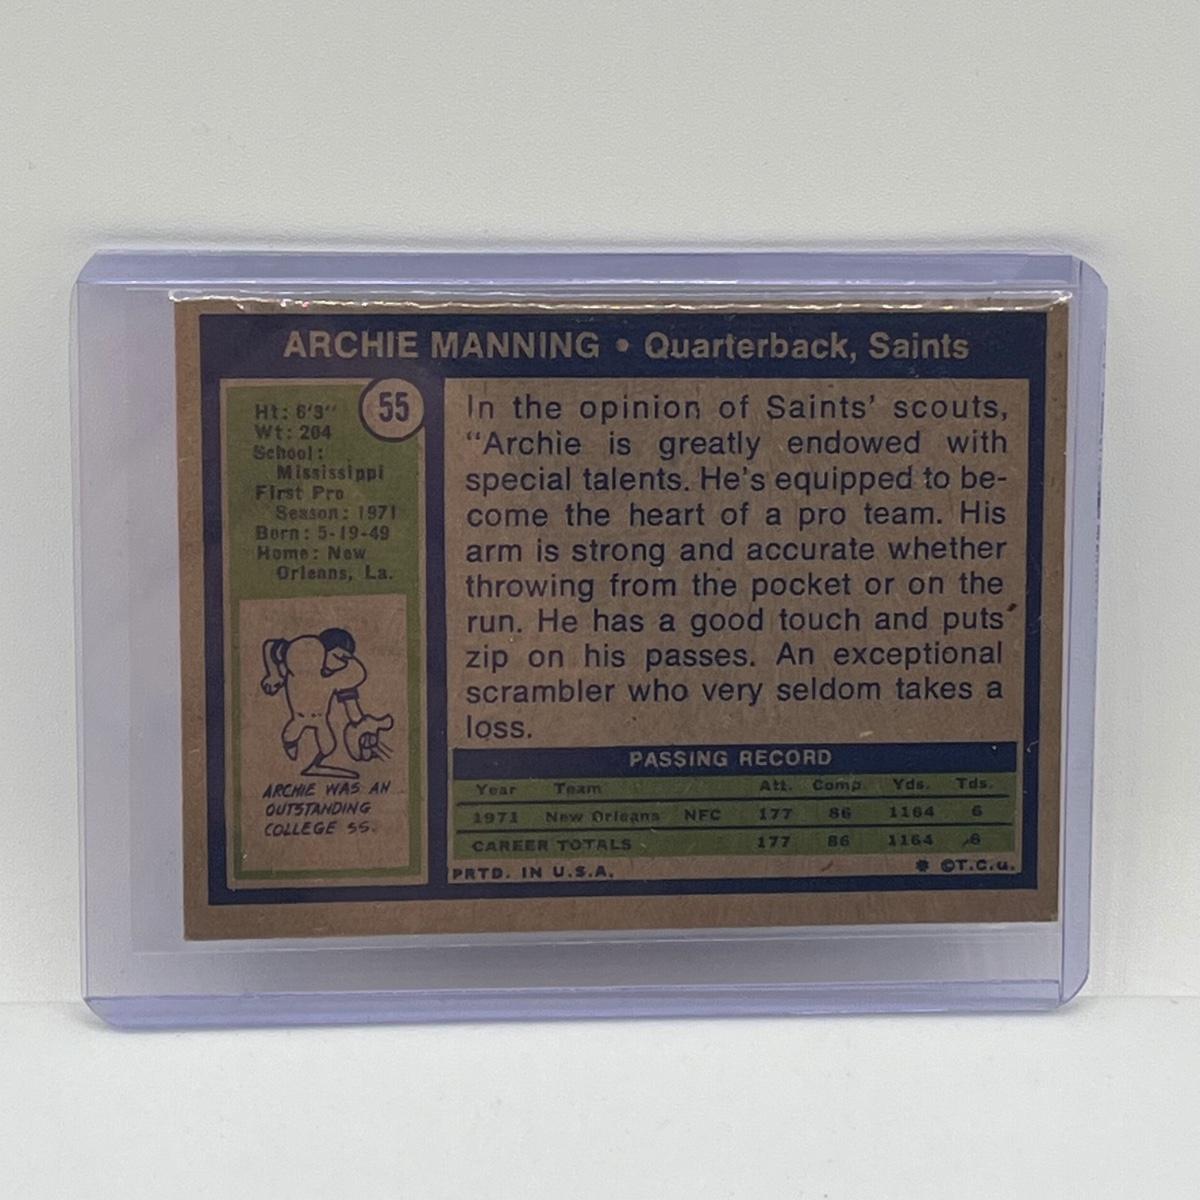 ARCHIE MANNING • Quarterback, Saints
55
Ht: 6'3"
Wt: 204
School:
Mississippi
First Pro
Season: 1971
Born: 5-19-49
Home: New
Orleans, La.
ARCHIE WAS AN
OUTSTANDING
COLLEGE SS.
In the opinion of Saints' scouts,
"Archie is greatly endowed with
special talents. He's equipped to be-
come the heart of a pro team. His
arm is strong and accurate whether
throwing from the pocket or on the
run. He has a good touch and puts
zip on his passes. An exceptional
scrambler who very seldom takes a
loss.
PASSING RECORD
Year Team Att. Comp. Yds. Tds.
1971 New Orleans NFC 177 86 1164 6
CAREER TOTALS 177 86 1164 6
PRTD. IN U.S.A. * ©T.C.G.